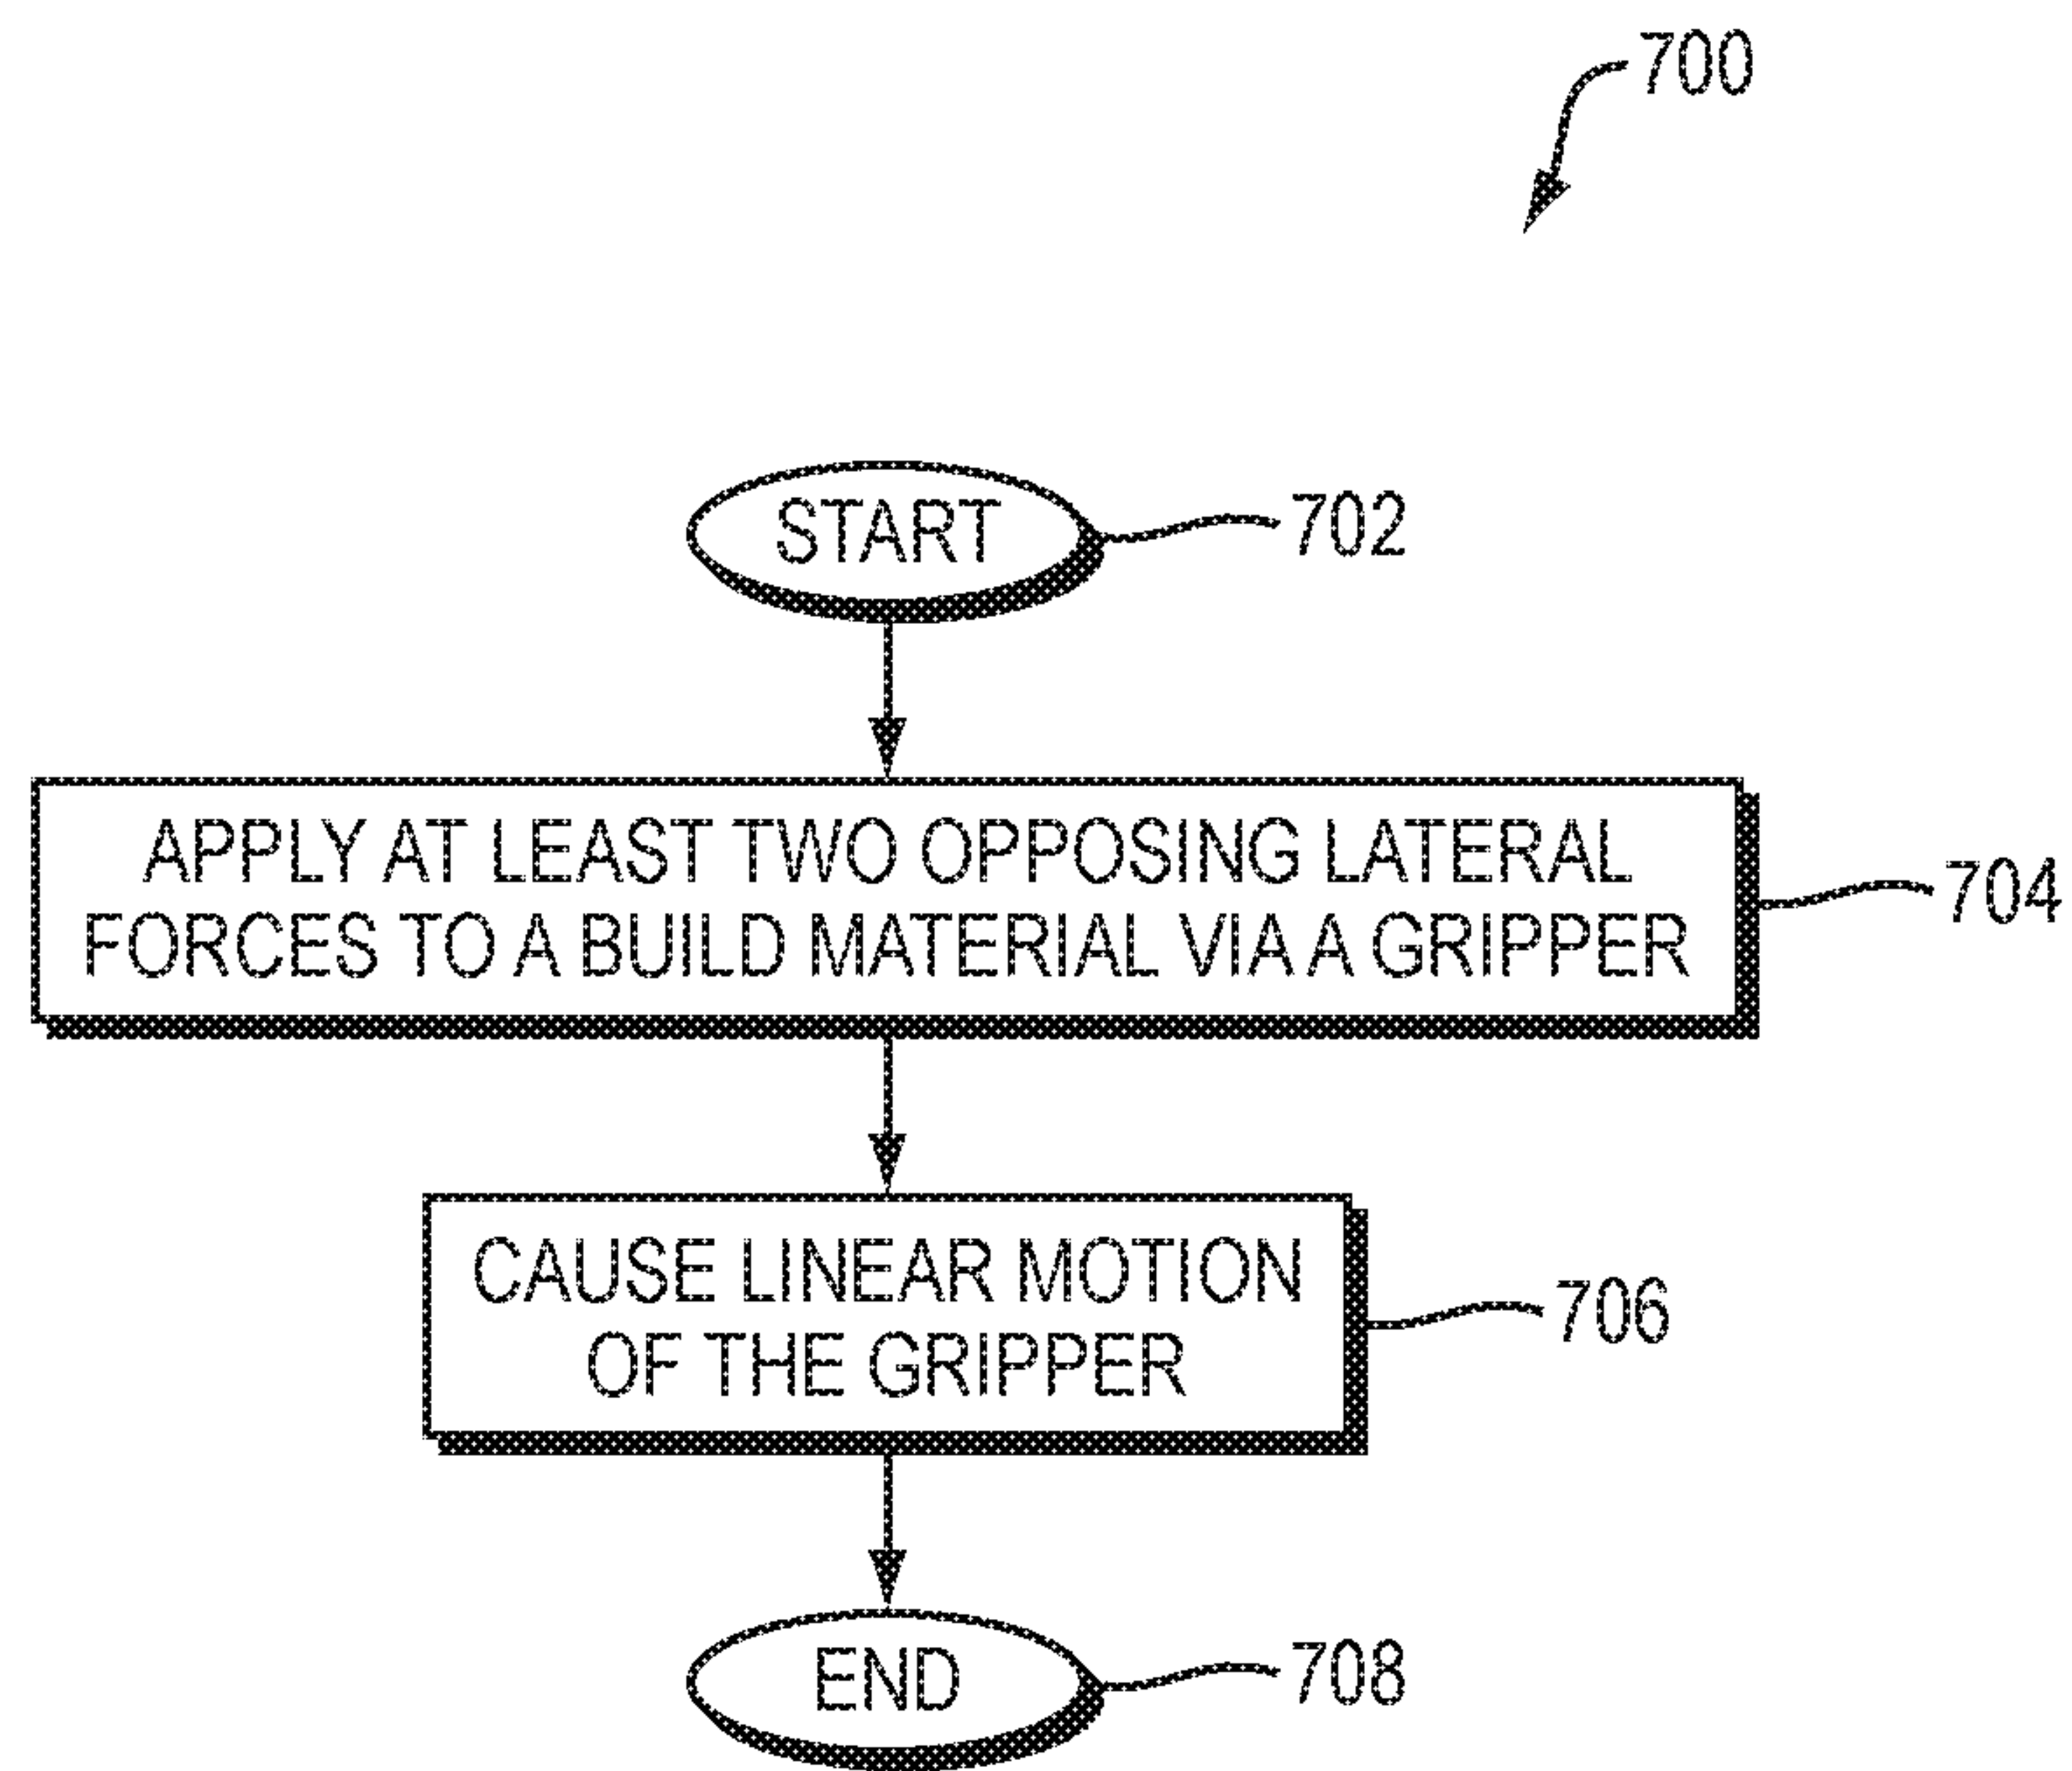 700
START
702
APPLY AT LEAST TWO OPPOSING LATERAL
FORCES TO A BUILD MATERIAL VIA A GRIPPER
704
CAUSE LINEAR MOTION
OF THE GRIPPER
706
END
708